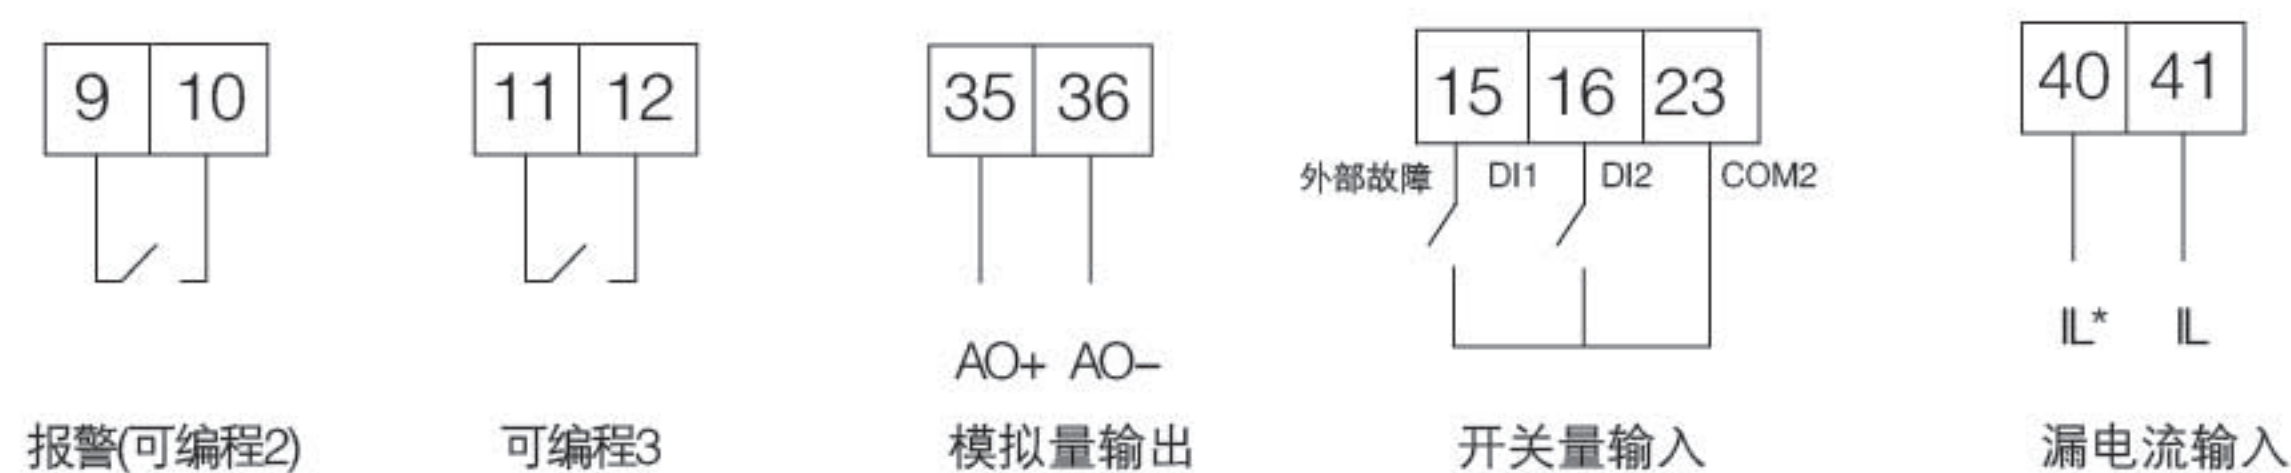 9 10
11 12
35 36
15 16 23
40 41
外部故障 DI1 DI2 COM2
IL* IL
AO+ AO−
报警(可编程2)
可编程3
模拟量输出
开关量输入
漏电流输入